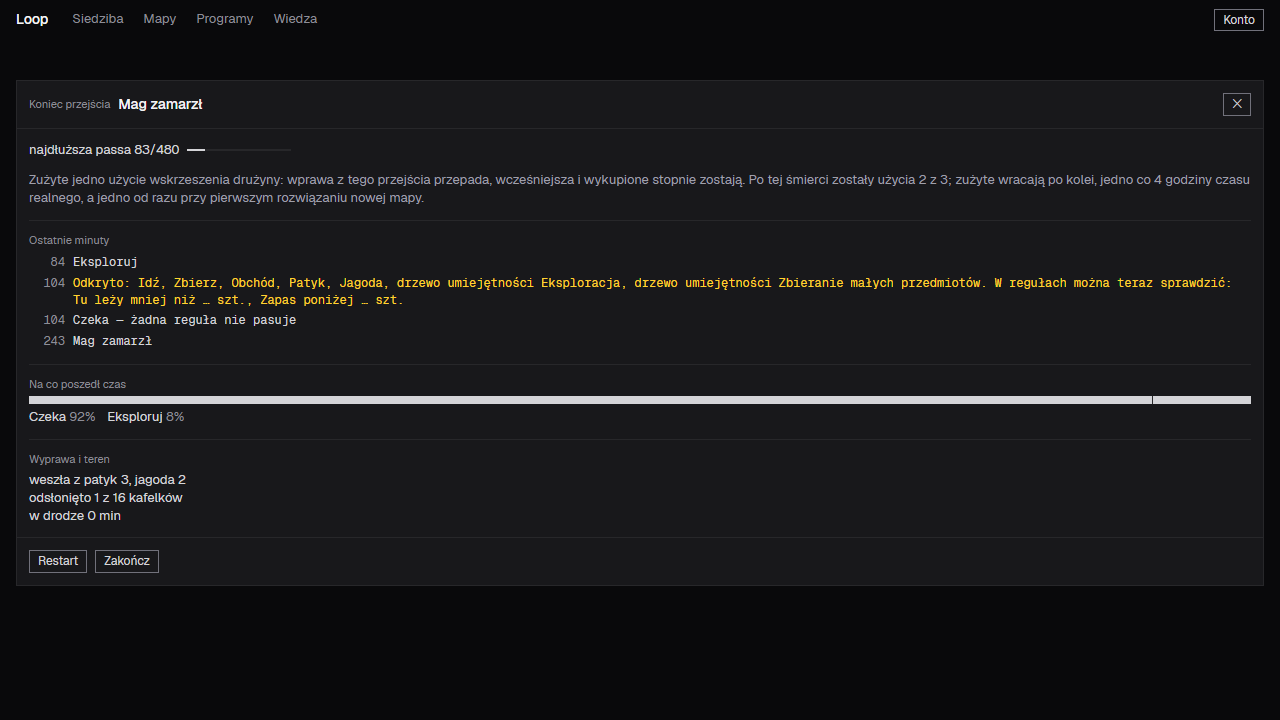 Loop Siedziba Mapy Programy Wiedza Konto
Koniec przejścia Mag zamarzł
najdłuższa passa 83/480
Zużyte jedno użycie wskrzeszenia drużyny: wprawa z tego przejścia przepada, wcześniejsza i wykupione stopnie zostają. Po tej śmierci zostały użycia 2 z 3; zużyte wracają po kolei, jedno co 4 godziny czasu
realnego, a jedno od razu przy pierwszym rozwiązaniu nowej mapy.
Ostatnie minuty
84 Eksploruj
104 Odkryto: Idź, Zbierz, Obchód, Patyk, Jagoda, drzewo umiejętności Eksploracja, drzewo umiejętności Zbieranie małych przedmiotów. W regułach można teraz sprawdzić:
Tu leży mniej niż … szt., Zapas poniżej … szt.
104 Czeka — żadna reguła nie pasuje
243 Mag zamarzł
Na co poszedł czas
Czeka 92% Eksploruj 8%
Wyprawa i teren
weszła z patyk 3, jagoda 2
odsłonięto 1 z 16 kafelków
w drodze 0 min
Restart Zakończ